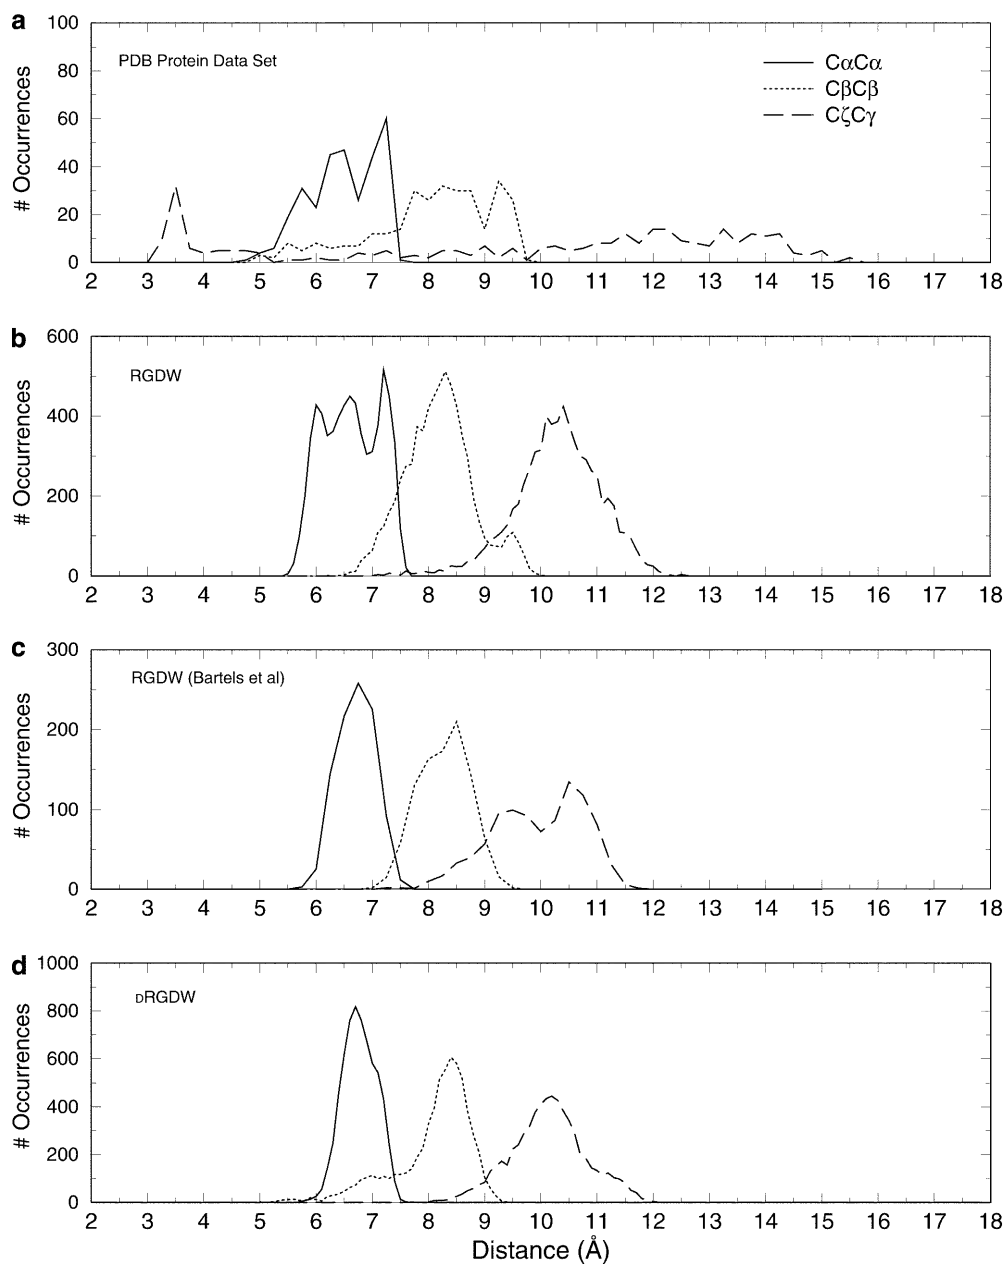 a
100
80
60
40
20
0
# Occurrences
PDB Protein Data Set
CαCα
CβCβ
CζCγ
2 3 4 5 6 7 8 9 10 11 12 13 14 15 16 17 18
b
600
400
200
0
# Occurrences
RGDW
2 3 4 5 6 7 8 9 10 11 12 13 14 15 16 17 18
c
300
200
100
0
# Occurrences
RGDW (Bartels et al)
2 3 4 5 6 7 8 9 10 11 12 13 14 15 16 17 18
d
1000
800
600
400
200
0
# Occurrences
DRGDW
2 3 4 5 6 7 8 9 10 11 12 13 14 15 16 17 18
Distance (Å)